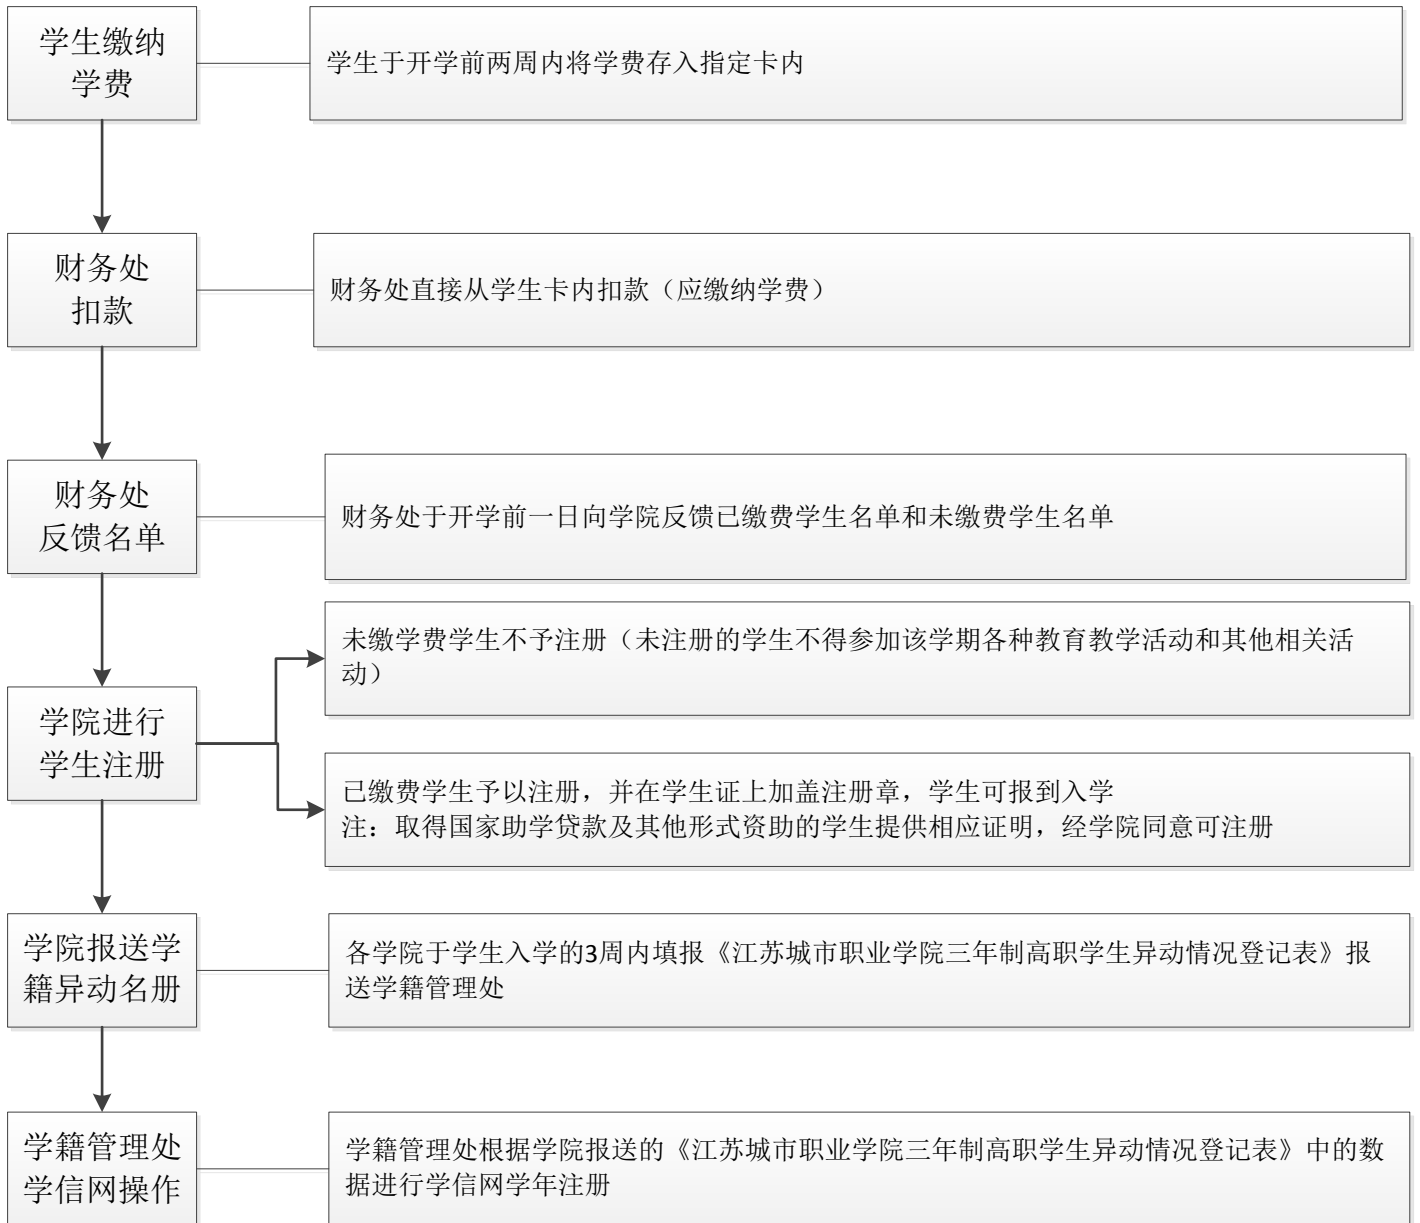 学生缴纳
学费
学生于开学前两周内将学费存入指定卡内
财务处
扣款
财务处直接从学生卡内扣款（应缴纳学费）
财务处
反馈名单
财务处于开学前一日向学院反馈已缴费学生名单和未缴费学生名单
未缴学费学生不予注册（未注册的学生不得参加该学期各种教育教学活动和其他相关活
动）
学院进行
学生注册
已缴费学生予以注册，并在学生证上加盖注册章，学生可报到入学
注：取得国家助学贷款及其他形式资助的学生提供相应证明，经学院同意可注册
学院报送学
籍异动名册
各学院于学生入学的3周内填报《江苏城市职业学院三年制高职学生异动情况登记表》报
送学籍管理处
学籍管理处
学信网操作
学籍管理处根据学院报送的《江苏城市职业学院三年制高职学生异动情况登记表》中的数
据进行学信网学年注册